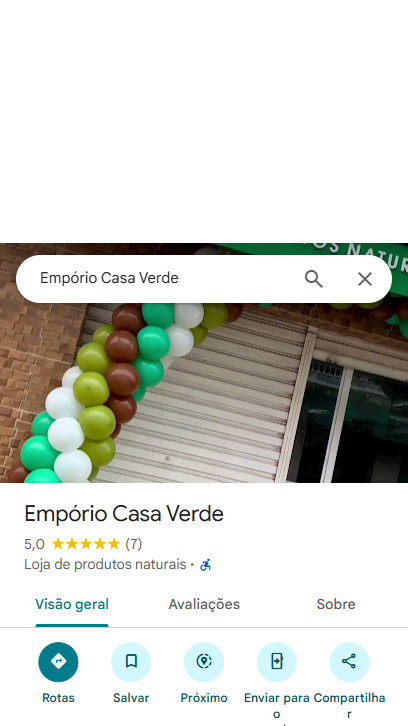 Empório Casa Verde
Empório Casa Verde
5,0 (7)
Loja de produtos naturais ·
Visão geral Avaliações Sobre
Rotas Salvar Próximo Enviar para o Compartilhar